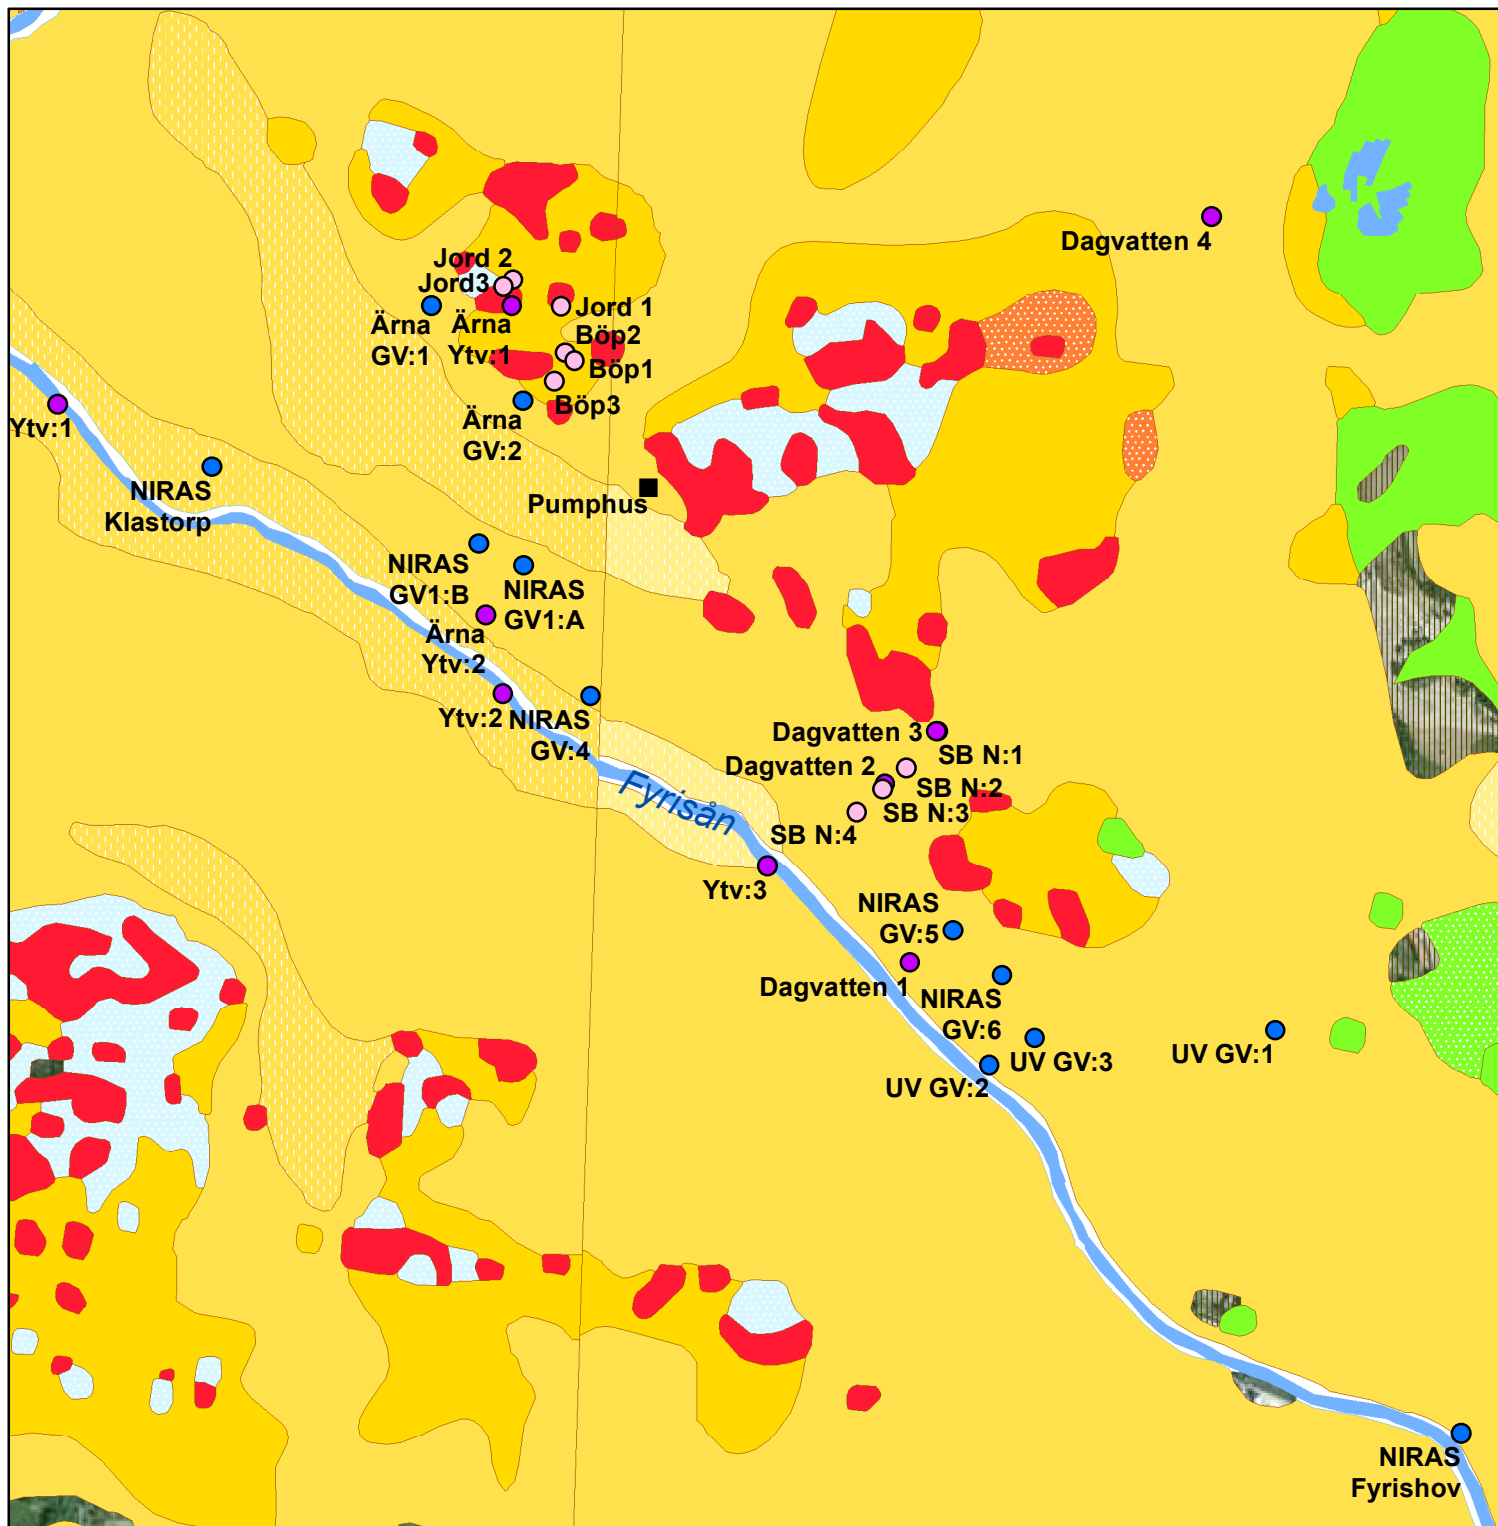 Dagvatten 4
Jord 2
Jord3
Jord 1
Ärna
GV:1
Ärna
Ytv:1
Böp2
Böp1
Böp3
Ärna
GV:2
Ytv:1
NIRAS
Klastorp
Pumphus
NIRAS
GV1:B
NIRAS
GV1:A
Ärna
Ytv:2
Ytv:2
NIRAS
GV:4
Fyrisån
Dagvatten 3
SB N:1
Dagvatten 2
SB N:2
SB N:3
SB N:4
Ytv:3
NIRAS
GV:5
Dagvatten 1
NIRAS
GV:6
UV GV:3
UV GV:1
UV GV:2
NIRAS
Fyrishov